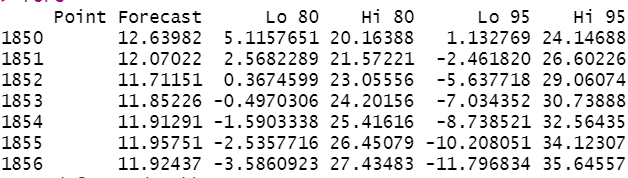 Point Forecast Lo 80 Hi 80 Lo 95 Hi 95
1850 12.63982 5.1157651 20.16388 1.132769 24.14688
1851 12.07022 2.5682289 21.57221 -2.461820 26.60226
1852 11.71151 0.3674599 23.05556 -5.637718 29.06074
1853 11.85226 -0.4970306 24.20156 -7.034352 30.73888
1854 11.91291 -1.5903338 25.41616 -8.738521 32.56435
1855 11.95751 -2.5357716 26.45079 -10.208051 34.12307
1856 11.92437 -3.5860923 27.43483 -11.796834 35.64557